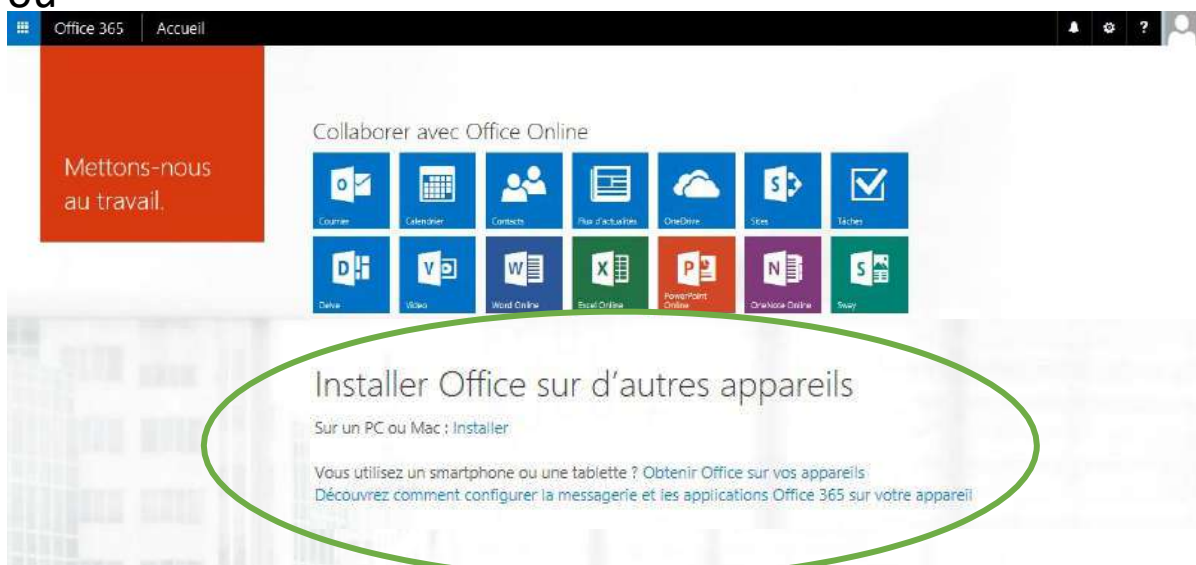 ou
Office 365 Accueil ?
Mettons-nous
au travail.
Collaborer avec Office Online
Courrier Calendrier Contacts Flux d'actualités OneDrive Sites Tâches
Delve Vidéo Word Online Excel Online PowerPoint Online OneNote Online Sway
Installer Office sur d'autres appareils
Sur un PC ou Mac : Installer
Vous utilisez un smartphone ou une tablette ? Obtenir Office sur vos appareils
Découvrez comment configurer la messagerie et les applications Office 365 sur votre appareil